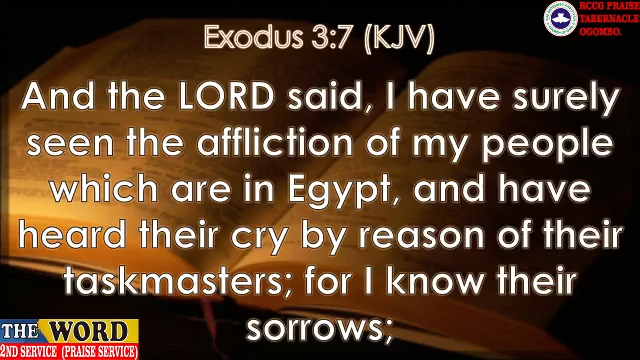 Exodus 3:7 (KJV)
RCCG PRAISE
TABERNACLE
OGOMBO.
And the LORD said, I have surely
seen the affliction of my people
which are in Egypt, and have
heard their cry by reason of their
taskmasters; for I know their
sorrows;
THE WORD
2ND SERVICE (PRAISE SERVICE)